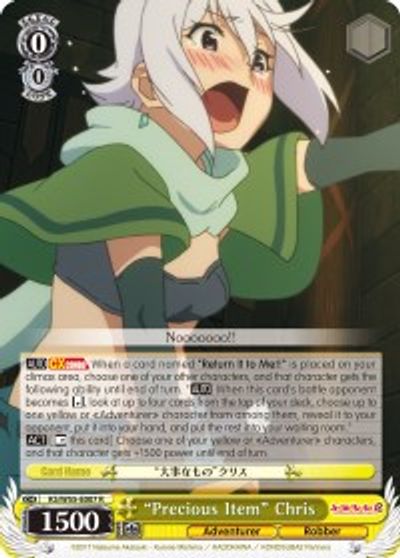 0
0
Nooooooo!!
AUTO CX COMBO When a card named "Return It to Me!!" is placed on your
climax area, choose one of your other characters, and that character gets the
following ability until end of turn. "AUTO When this card's battle opponent
becomes , look at up to four cards from the top of your deck, choose up to
one yellow or «Adventurer» character from among them, reveal it to your
opponent, put it into your hand, and put the rest into your waiting room."
ACT this card] Choose one of your yellow or «Adventurer» characters,
and that character gets +1500 power until end of turn.
Card Name "大事なもの" クリス
1500 "Precious Item" Chris
Adventurer Robber